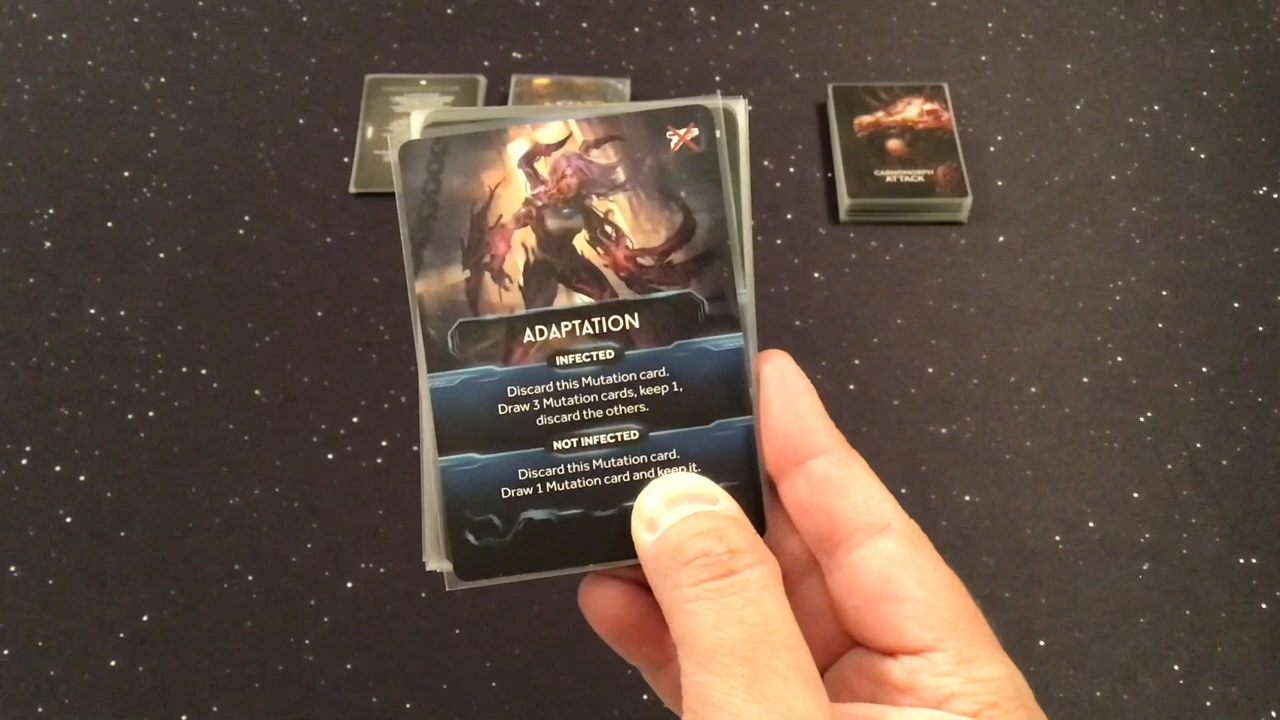 CARNOMORPH
ATTACK
ADAPTATION
INFECTED
Discard this Mutation card.
Draw 3 Mutation cards, keep 1,
discard the others.
NOT INFECTED
Discard this Mutation card.
Draw 1 Mutation card and keep it.